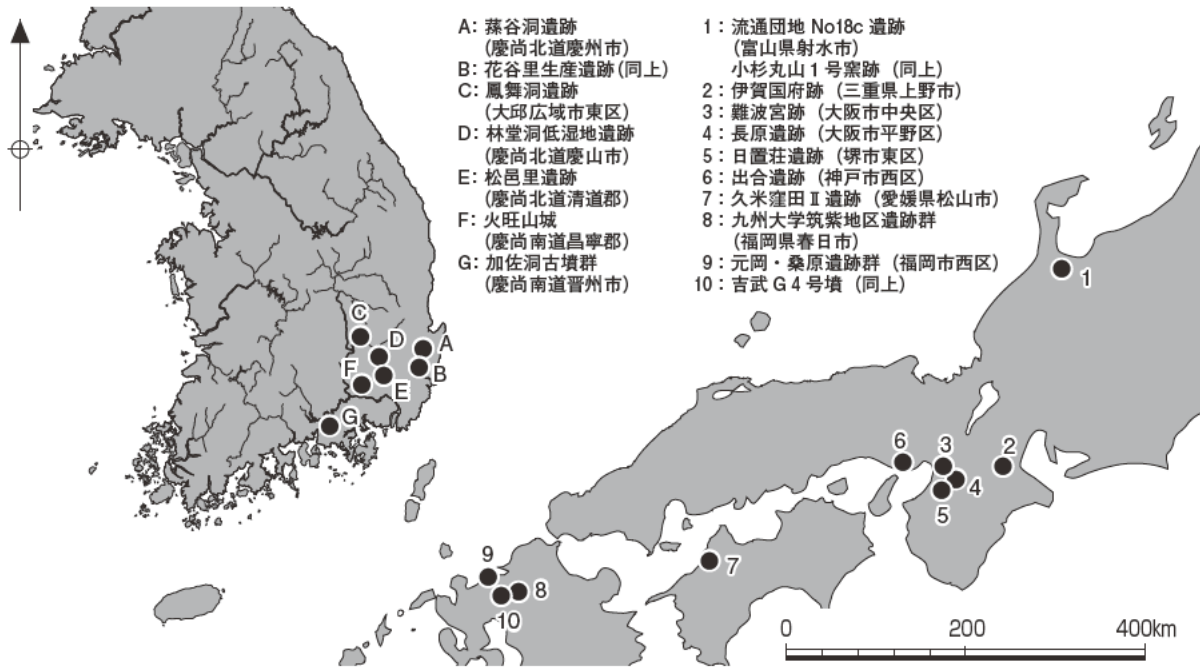 A：蒸谷洞遺跡
（慶尚北道慶州市）
B：花谷里生産遺跡（同上）
C：鳳舞洞遺跡
（大邱広域市東区）
D：林堂洞低湿地遺跡
（慶尚北道慶山市）
E：松邑里遺跡
（慶尚北道清道郡）
F：火旺山城
（慶尚南道昌寧郡）
G：加佐洞古墳群
（慶尚南道晋州市）
1：流通団地 No18c 遺跡
（富山県射水市）
小杉丸山1号窯跡（同上）
2：伊賀国府跡（三重県上野市）
3：難波宮跡（大阪市中央区）
4：長原遺跡（大阪市平野区）
5：日置荘遺跡（堺市東区）
6：出合遺跡（神戸市西区）
7：久米窪田Ⅱ遺跡（愛媛県松山市）
8：九州大学筑紫地区遺跡群
（福岡県春日市）
9：元岡・桑原遺跡群（福岡市西区）
10：吉武G4号墳（同上）
C
D
A
F
B
E
G
1
6
3
2
4
5
9
7
8
10
0
200
400km